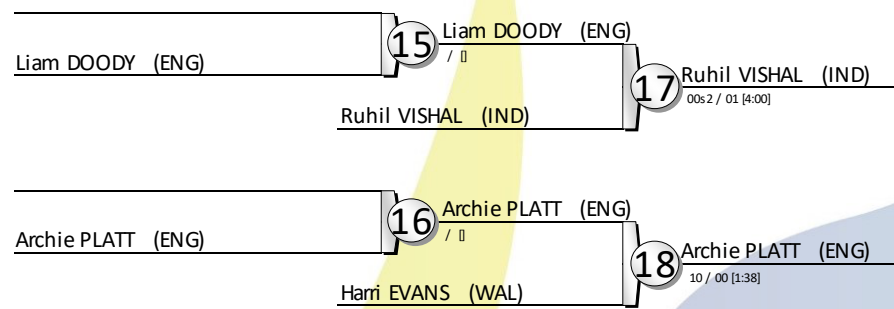 15 Liam DOODY (ENG)
/ []
Liam DOODY (ENG)
17 Ruhil VISHAL (IND)
00s2 / 01 [4:00]
Ruhil VISHAL (IND)
16 Archie PLATT (ENG)
/ []
Archie PLATT (ENG)
18 Archie PLATT (ENG)
10 / 00 [1:38]
Harri EVANS (WAL)